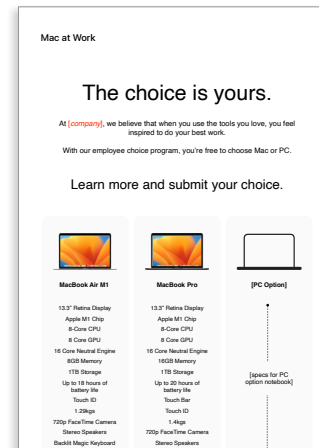 Mac at Work
The choice is yours.
At [company], we believe that when you use the tools you love, you feel
inspired to do your best work.
With our employee choice program, you're free to choose Mac or PC.
Learn more and submit your choice.
MacBook Air M1
13.3" Retina Display
Apple M1 Chip
8-Core CPU
8 Core GPU
16 Core Neutral Engine
8GB Memory
1TB Storage
Up to 18 hours of
battery life
Touch ID
1.29kgs
720p FaceTime Camera
Stereo Speakers
Backlit Magic Keyboard
MacBook Pro
13.3" Retina Display
Apple M1 Chip
8-Core CPU
8 Core GPU
16 Core Neutral Engine
16GB Memory
1TB Storage
Up to 20 hours of
battery life
Touch Bar
Touch ID
1.4kgs
720p FaceTime Camera
Stereo Speakers
[PC Option]
[specs for PC
option notebook]